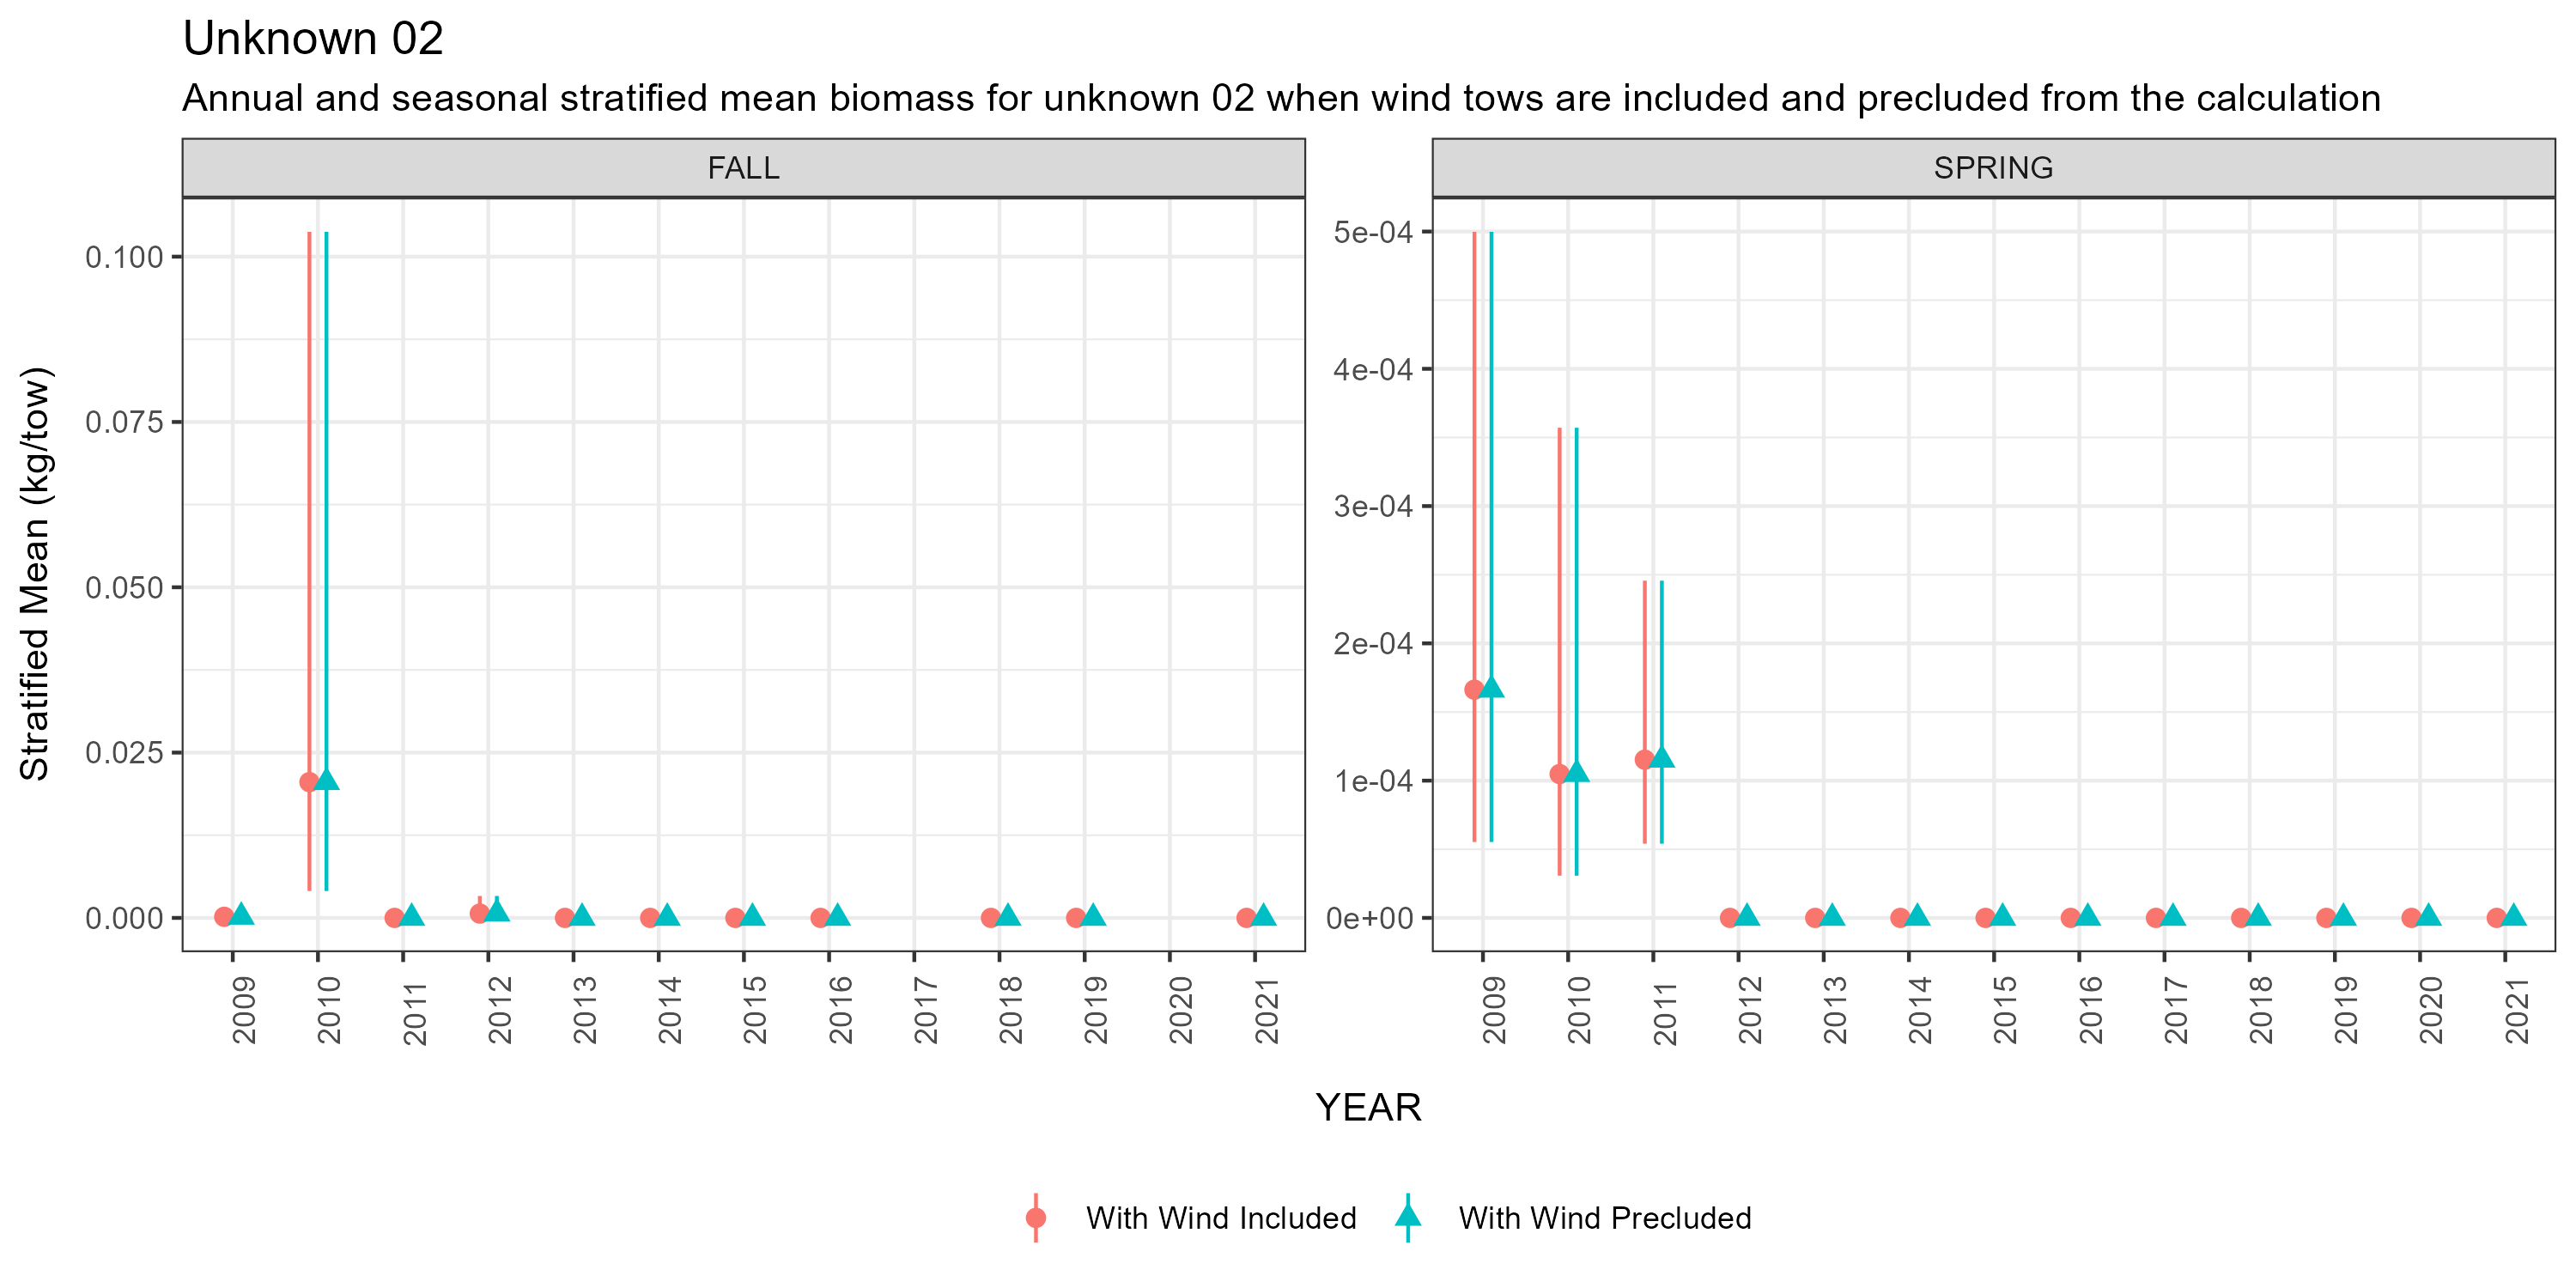 Unknown 02
Annual and seasonal stratified mean biomass for unknown 02 when wind tows are included and precluded from the calculation
FALL
SPRING
Stratified Mean (kg/tow)
0.100
0.075
0.050
0.025
0.000
5e-04
4e-04
3e-04
2e-04
1e-04
0e+00
2009 2010 2011 2012 2013 2014 2015 2016 2017 2018 2019 2020 2021
2009 2010 2011 2012 2013 2014 2015 2016 2017 2018 2019 2020 2021
YEAR
With Wind Included
With Wind Precluded